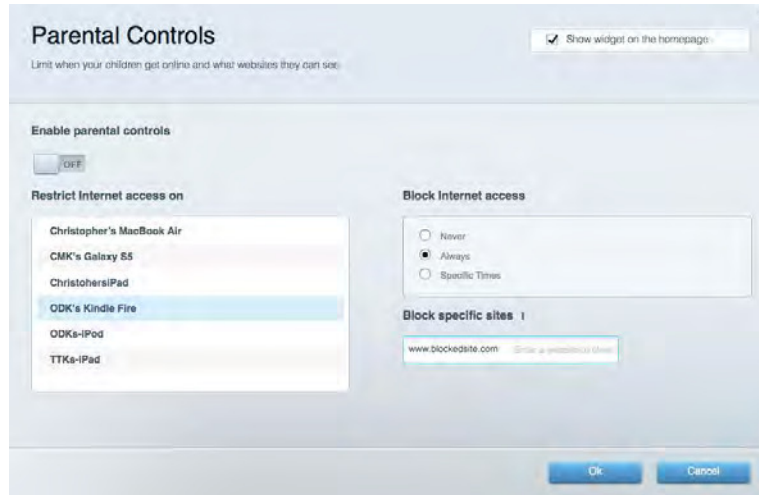 Parental Controls
Show widget on the homepage
Limit when your children get online and what websites they can see.
Enable parental controls
OFF
Restrict Internet access on
Block Internet access
Christopher's MacBook Air
CMK's Galaxy S5
ChristohersiPad
ODK's Kindle Fire
ODKs-iPod
TTKs-iPad
Never
Always
Specific Times
Block specific sites
www.blockedsite.com
Ok
Cancel